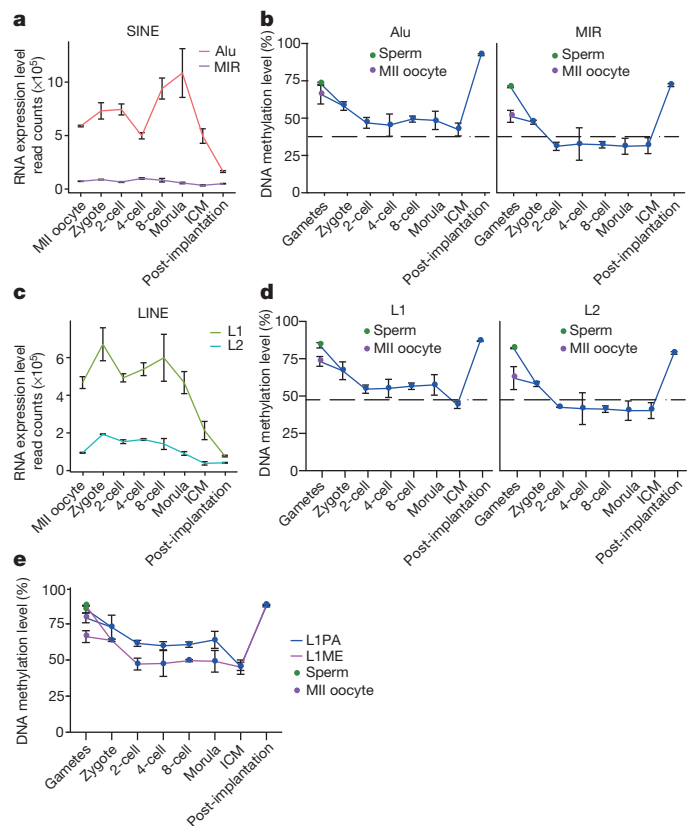 a
SINE
RNA expression level
read counts (×10⁵)
10
5
0
Alu
MIR
MII oocyte
Zygote
2-cell
4-cell
8-cell
Morula
ICM
Post-implantation
b
Alu
MIR
DNA methylation level (%)
100
75
50
25
0
Sperm
MII oocyte
Sperm
MII oocyte
Gametes
Zygote
2-cell
4-cell
8-cell
Morula
ICM
Post-implantation
Gametes
Zygote
2-cell
4-cell
8-cell
Morula
ICM
Post-implantation
c
LINE
RNA expression level
read counts (×10⁵)
6
4
2
0
L1
L2
MII oocyte
Zygote
2-cell
4-cell
8-cell
Morula
ICM
Post-implantation
d
L1
L2
DNA methylation level (%)
100
75
50
25
0
Sperm
MII oocyte
Sperm
MII oocyte
Gametes
Zygote
2-cell
4-cell
8-cell
Morula
ICM
Post-implantation
Gametes
Zygote
2-cell
4-cell
8-cell
Morula
ICM
Post-implantation
e
DNA methylation level (%)
100
75
50
25
0
L1PA
L1ME
Sperm
MII oocyte
Gametes
Zygote
2-cell
4-cell
8-cell
Morula
ICM
Post-implantation